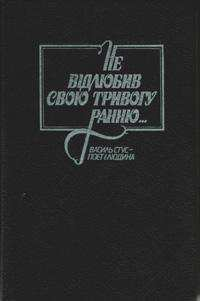 Не
відлюбив
свою тривогу
ранню...
Василь Стус –
поет і людина